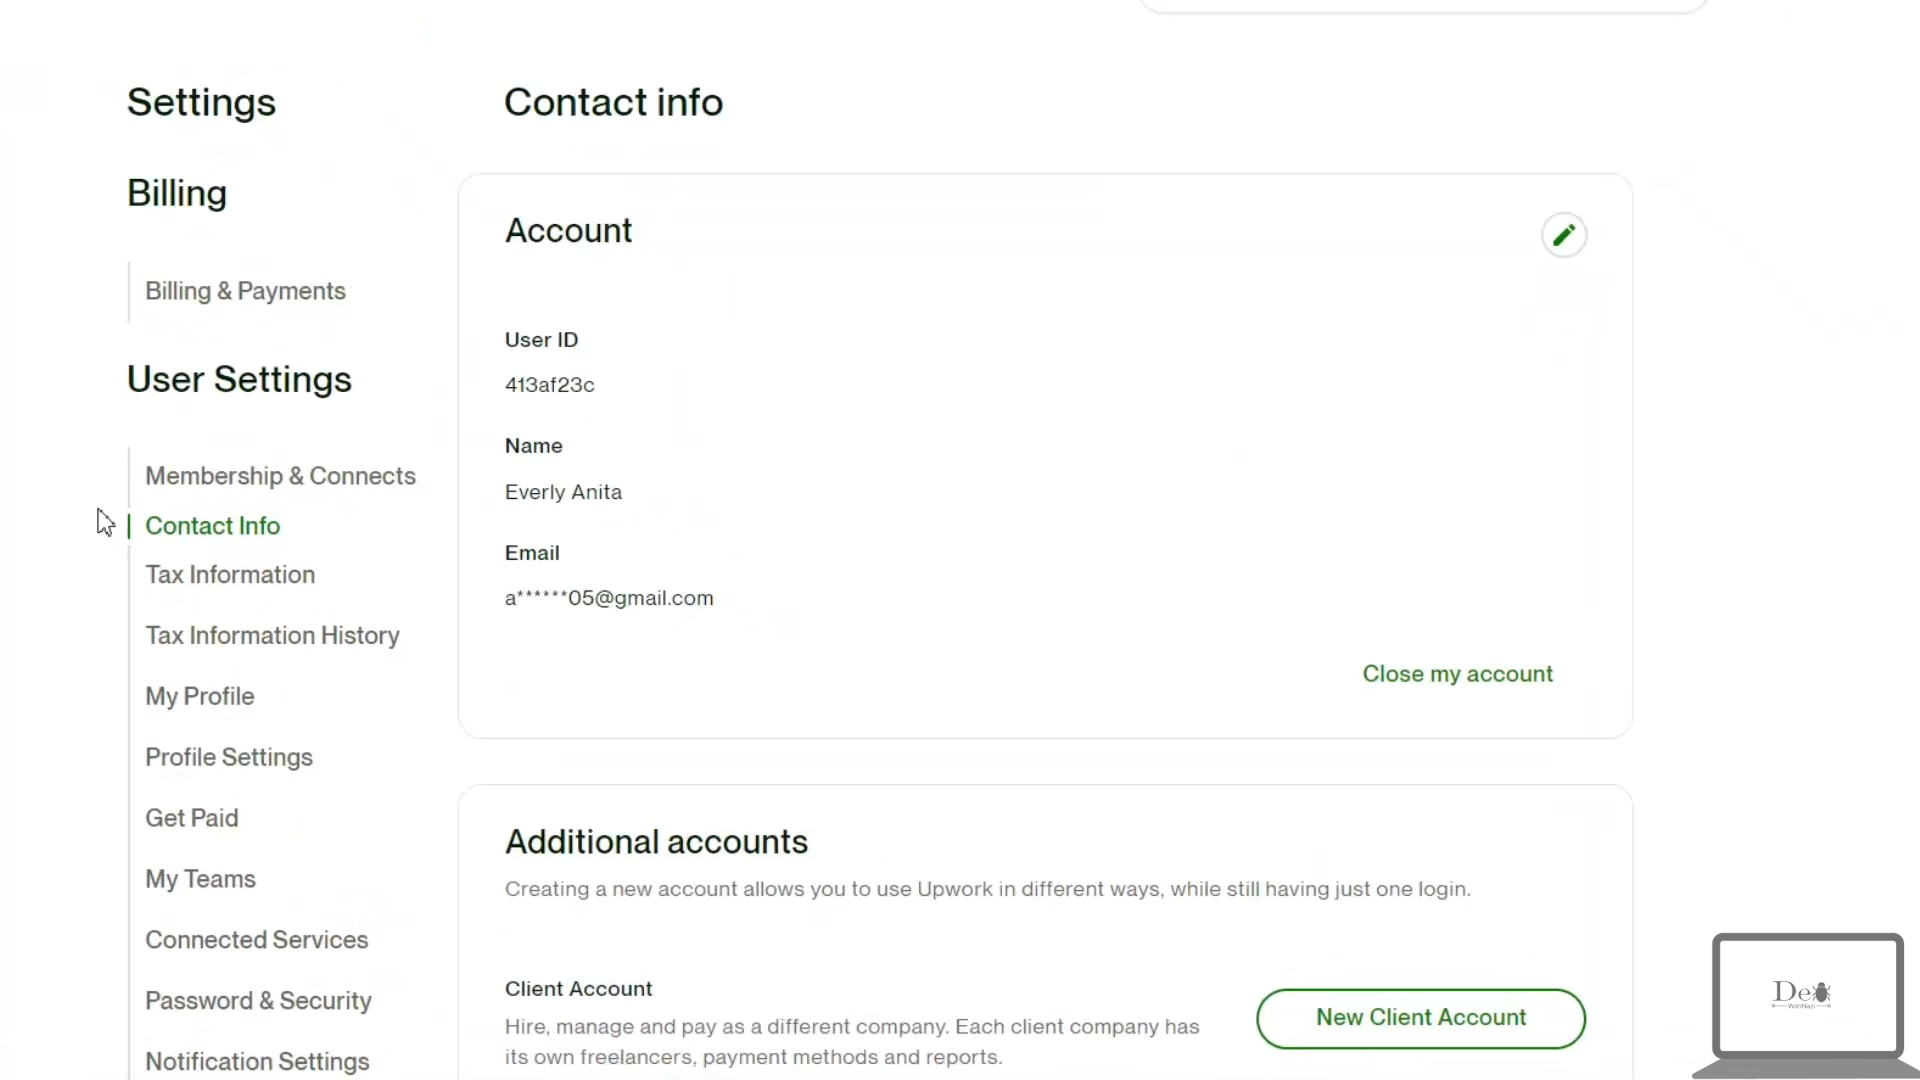 Settings
Billing
Billing & Payments
User Settings
Membership & Connects
Contact Info
Tax Information
Tax Information History
My Profile
Profile Settings
Get Paid
My Teams
Connected Services
Password & Security
Notification Settings
Contact info
Account
User ID
413af23c
Name
Everly Anita
Email
a******05@gmail.com
Close my account
Additional accounts
Creating a new account allows you to use Upwork in different ways, while still having just one login.
Client Account
Hire, manage and pay as a different company. Each client company has
its own freelancers, payment methods and reports.
New Client Account
De
WithNazi